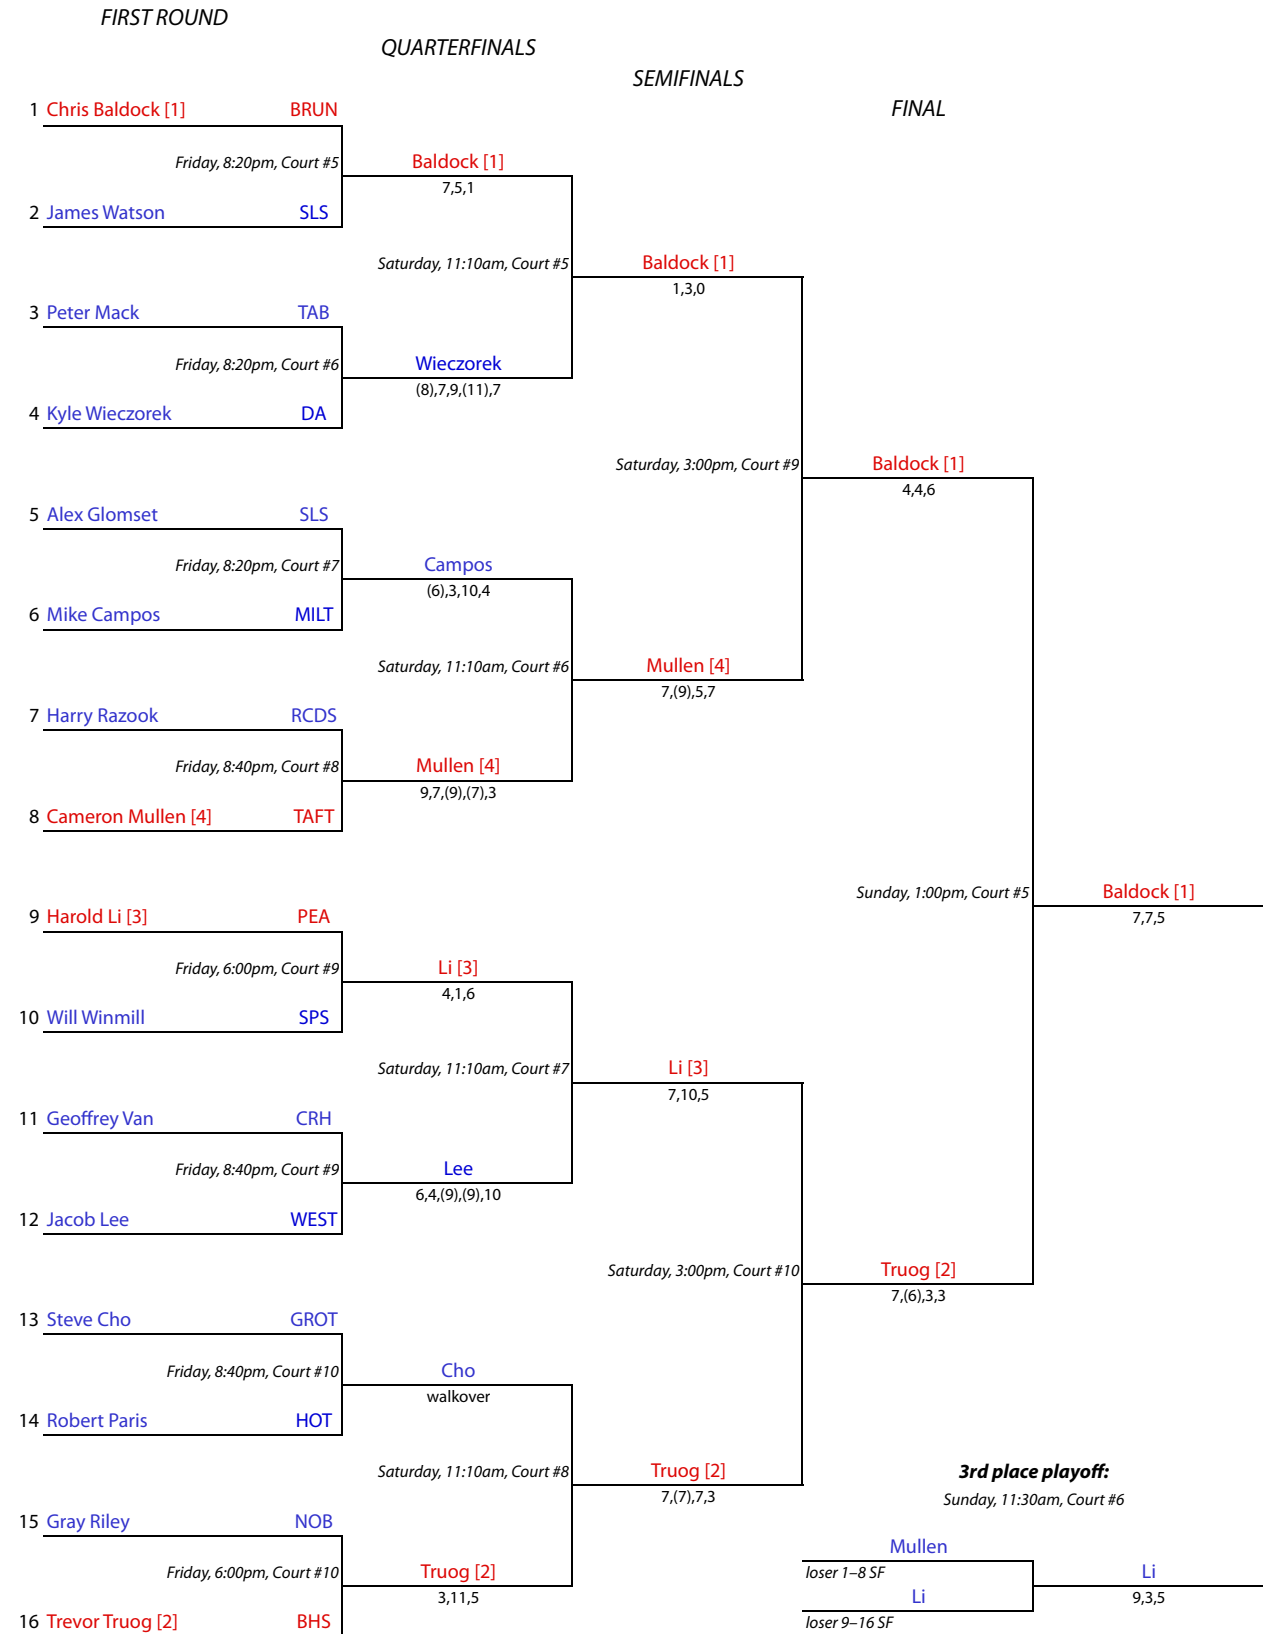 FIRST ROUND
QUARTERFINALS
SEMIFINALS
FINAL
1 Chris Baldock [1] BRUN
Friday, 8:20pm, Court #5
Baldock [1]
7,5,1
2 James Watson SLS
Saturday, 11:10am, Court #5
Baldock [1]
1,3,0
3 Peter Mack TAB
Friday, 8:20pm, Court #6
Wieczorek
(8),7,9,(11),7
4 Kyle Wieczorek DA
Saturday, 3:00pm, Court #9
Baldock [1]
4,4,6
5 Alex Glomset SLS
Friday, 8:20pm, Court #7
Campos
(6),3,10,4
6 Mike Campos MILT
Saturday, 11:10am, Court #6
Mullen [4]
7,(9),5,7
7 Harry Razook RCDS
Friday, 8:40pm, Court #8
Mullen [4]
9,7,(9),(7),3
8 Cameron Mullen [4] TAFT
Sunday, 1:00pm, Court #5
Baldock [1]
7,7,5
9 Harold Li [3] PEA
Friday, 6:00pm, Court #9
Li [3]
4,1,6
10 Will Winmill SPS
Saturday, 11:10am, Court #7
Li [3]
7,10,5
11 Geoffrey Van CRH
Friday, 8:40pm, Court #9
Lee
6,4,(9),(9),10
12 Jacob Lee WEST
Saturday, 3:00pm, Court #10
Truog [2]
7,(6),3,3
13 Steve Cho GROT
Friday, 8:40pm, Court #10
Cho
walkover
14 Robert Paris HOT
Saturday, 11:10am, Court #8
Truog [2]
7,(7),7,3
15 Gray Riley NOB
Friday, 6:00pm, Court #10
Truog [2]
3,11,5
16 Trevor Truog [2] BHS
3rd place playoff:
Sunday, 11:30am, Court #6
Mullen
loser 1–8 SF
Li
9,3,5
Li
loser 9–16 SF